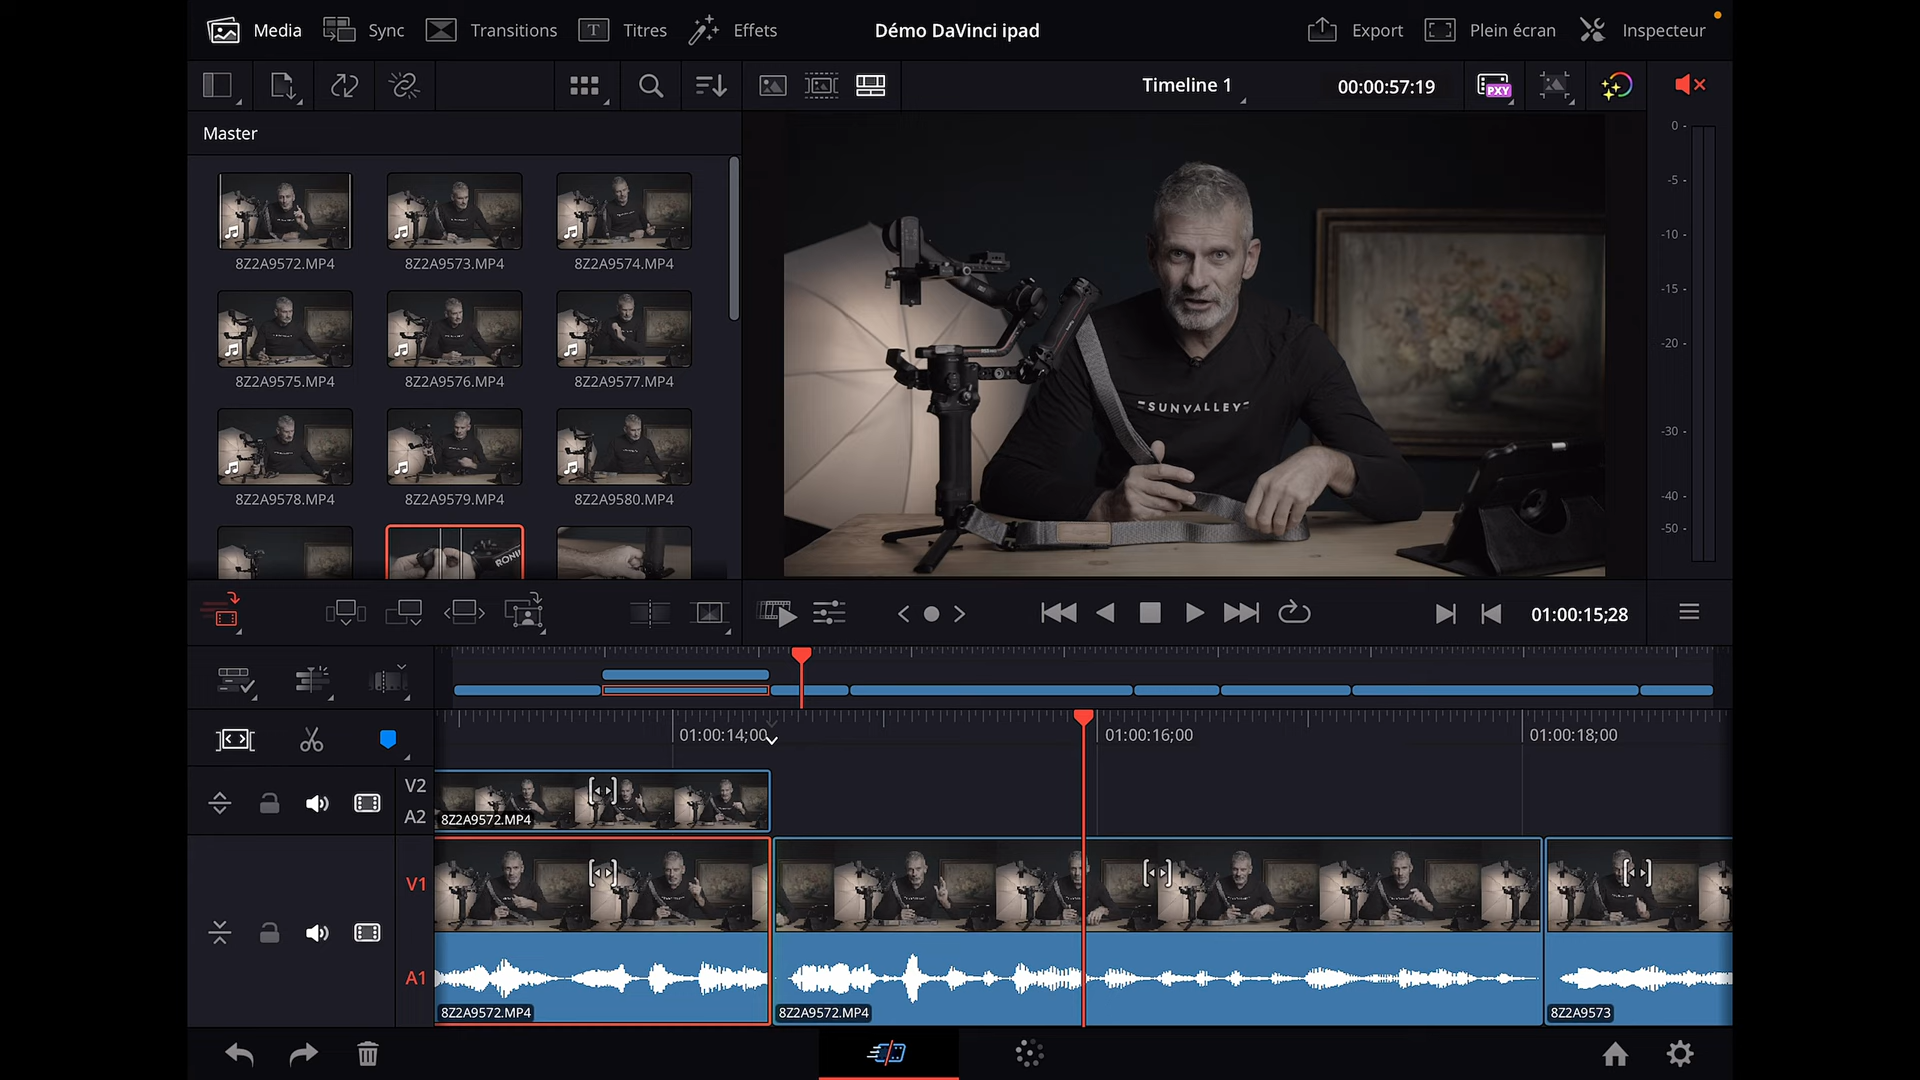 Media Sync Transitions T Titres Effets Démo DaVinci ipad Export Plein écran Inspecteur
Timeline 1 00:00:57:19 PXY
Master
8Z2A9572.MP4 8Z2A9573.MP4 8Z2A9574.MP4
8Z2A9575.MP4 8Z2A9576.MP4 8Z2A9577.MP4
8Z2A9578.MP4 8Z2A9579.MP4 8Z2A9580.MP4
RONI
SUNVALLEY
0 -
-5 -
-10 -
-15 -
-20 -
-30 -
-40 -
-50 -
01:00:15;28
01:00:14;00 01:00:16;00 01:00:18;00
V2
A2
8Z2A9572.MP4
V1
A1
8Z2A9572.MP4 8Z2A9572.MP4 8Z2A9573